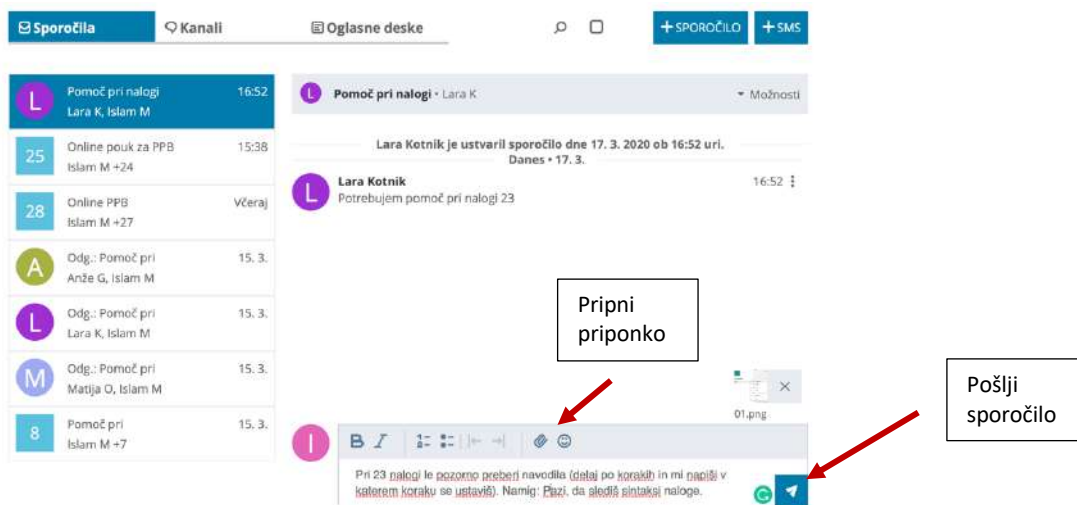 Sporočila Kanali Oglasne deske +SPOROČILO +SMS
L Pomoč pri nalogi 16:52
Lara K, Islam M
25 Online pouk za PPB 15:38
Islam M +24
28 Online PPB Včeraj
Islam M +27
A Odg.: Pomoč pri 15. 3.
Anže G, Islam M
L Odg.: Pomoč pri 15. 3.
Lara K, Islam M
M Odg.: Pomoč pri 15. 3.
Matija O, Islam M
8 Pomoč pri 15. 3.
Islam M +7
L Pomoč pri nalogi • Lara K Možnosti
Lara Kotnik je ustvaril sporočilo dne 17. 3. 2020 ob 16:52 uri.
Danes • 17. 3.
L Lara Kotnik 16:52
Potrebujem pomoč pri nalogi 23
Pripni
priponko
01.png
Pošlji
sporočilo
I B I
Pri 23 nalogi le pozorno preberi navodila (delaj po korakih in mi napiši v
katerem koraku se ustaviš). Namig: Pazi, da slediš sintaksi naloge.